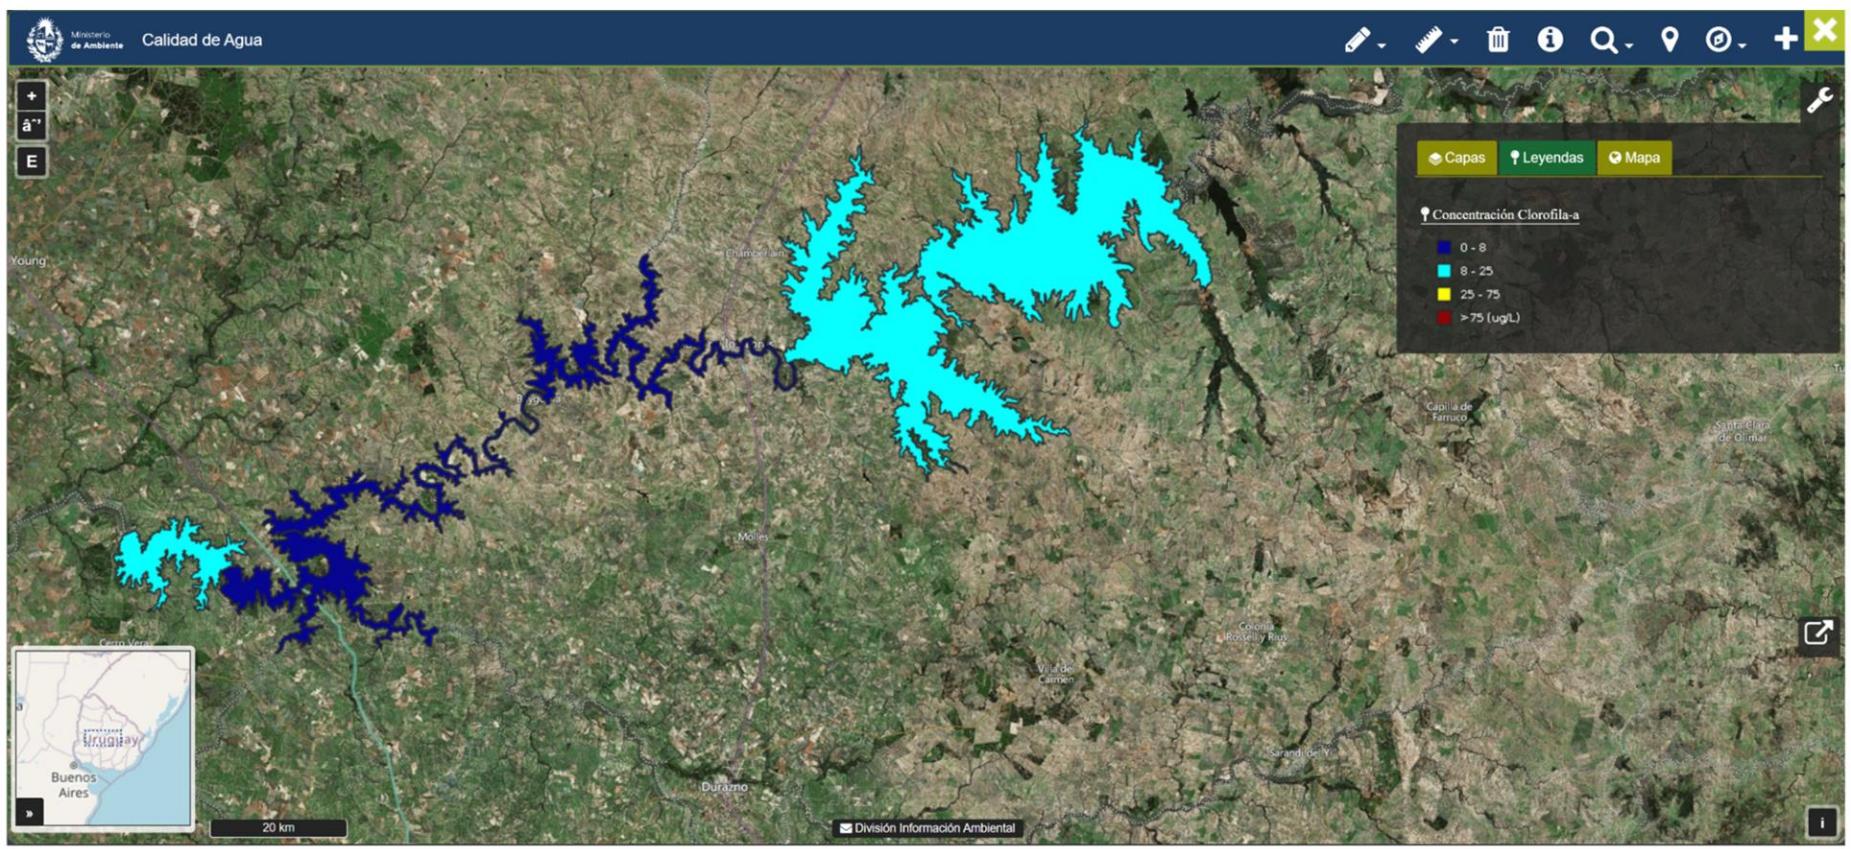 Ministerio
de Ambiente
Calidad de Agua
+
âˆ’
E
Capas
Leyendas
Mapa
Concentración Clorofila-a
0 - 8
8 - 25
25 - 75
>75 (ug/L)
Young
Chamberlain
Capilla de
Farruco
Santa Clara
de Olimar
Molles
Colonia
Rossell y Rius
Cerro Vera
Villa del
Carmen
Sarandí del Yí
Durazno
Uruguay
Buenos
Aires
»
20 km
División Información Ambiental
i